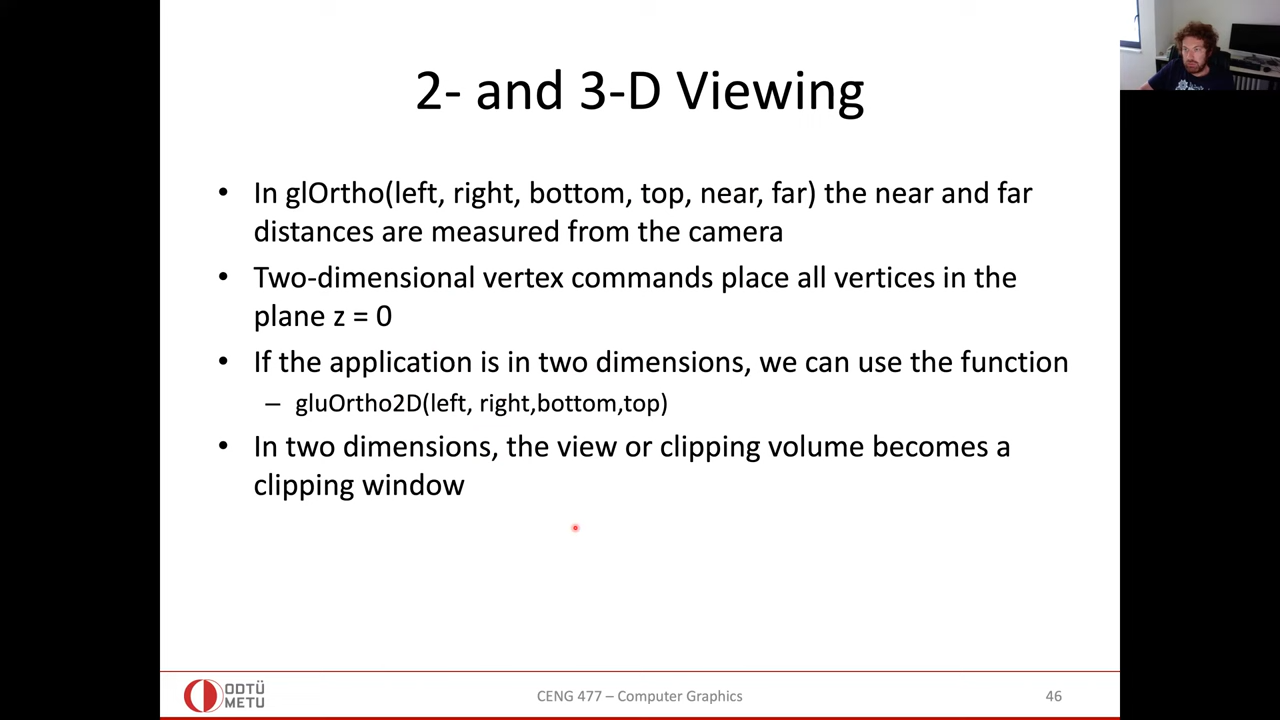 2- and 3-D Viewing
• In glOrtho(left, right, bottom, top, near, far) the near and far
distances are measured from the camera
• Two-dimensional vertex commands place all vertices in the
plane z = 0
• If the application is in two dimensions, we can use the function
– gluOrtho2D(left, right,bottom,top)
• In two dimensions, the view or clipping volume becomes a
clipping window
ODTÜ
METU
CENG 477 – Computer Graphics
46